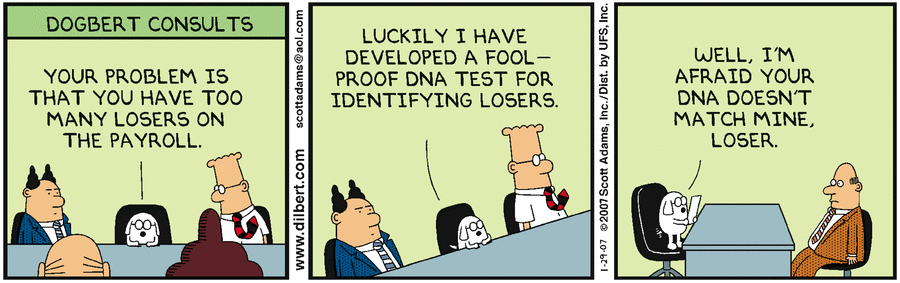 DOGBERT CONSULTS
YOUR PROBLEM IS
THAT YOU HAVE TOO
MANY LOSERS ON
THE PAYROLL.
www.dilbert.com scottadams@aol.com
LUCKILY I HAVE
DEVELOPED A FOOL-
PROOF DNA TEST FOR
IDENTIFYING LOSERS.
1-29-07 ©2007 Scott Adams, Inc./Dist. by UFS, Inc.
WELL, I'M
AFRAID YOUR
DNA DOESN'T
MATCH MINE,
LOSER.